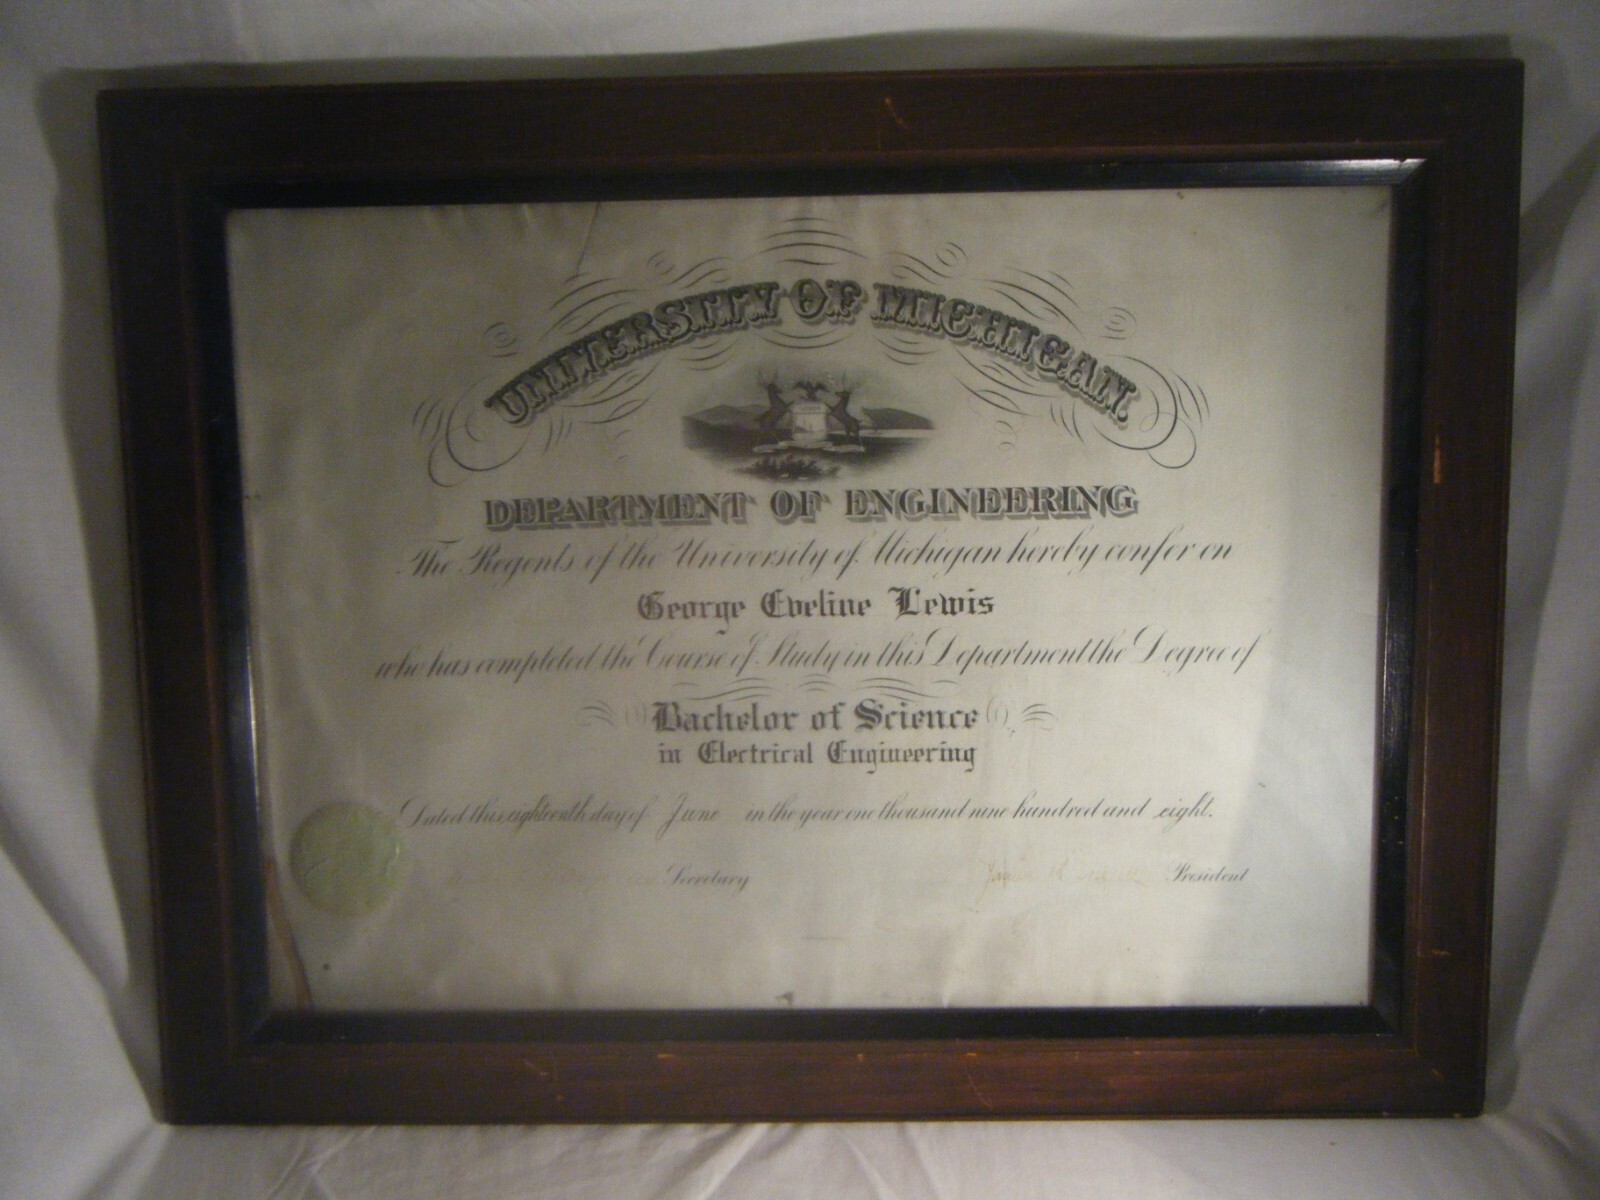 UNIVERSITY OF MICHIGAN.
DEPARTMENT OF ENGINEERING
The Regents of the University of Michigan hereby confer on
George Eveline Lewis
who has completed the Course of Study in this Department the Degree of
Bachelor of Science
in Electrical Engineering
Dated this eighteenth day of June in the year one thousand nine hundred and eight.
Secretary
President